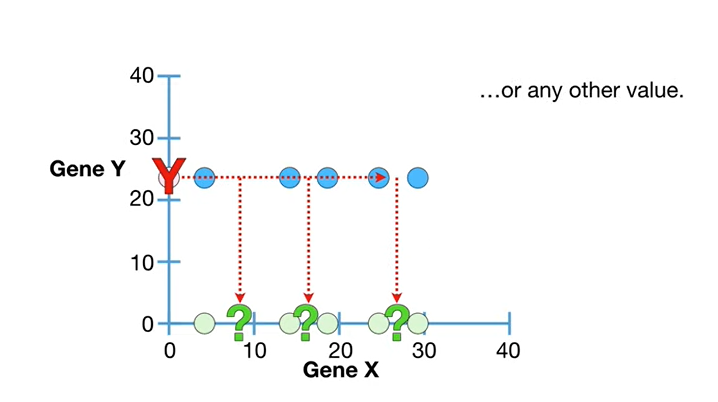 …or any other value.
40
30
Gene Y
Y
20
10
0
? ? ?
0 10 20 30 40
Gene X